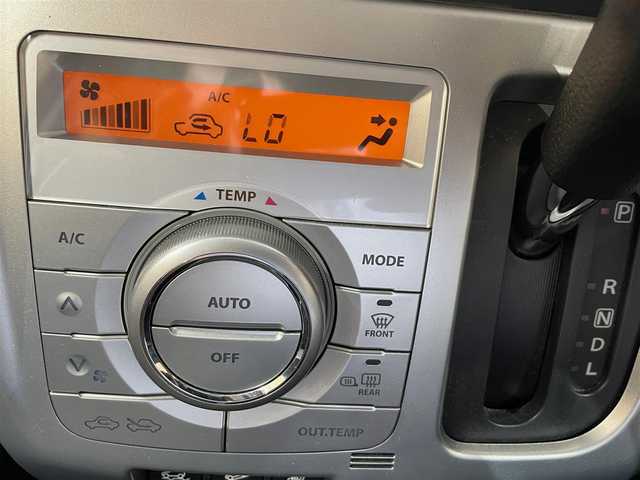 A/C
LO
TEMP
A/C
MODE
AUTO
OFF
FRONT
REAR
OUT.TEMP
P
R
N
D
L